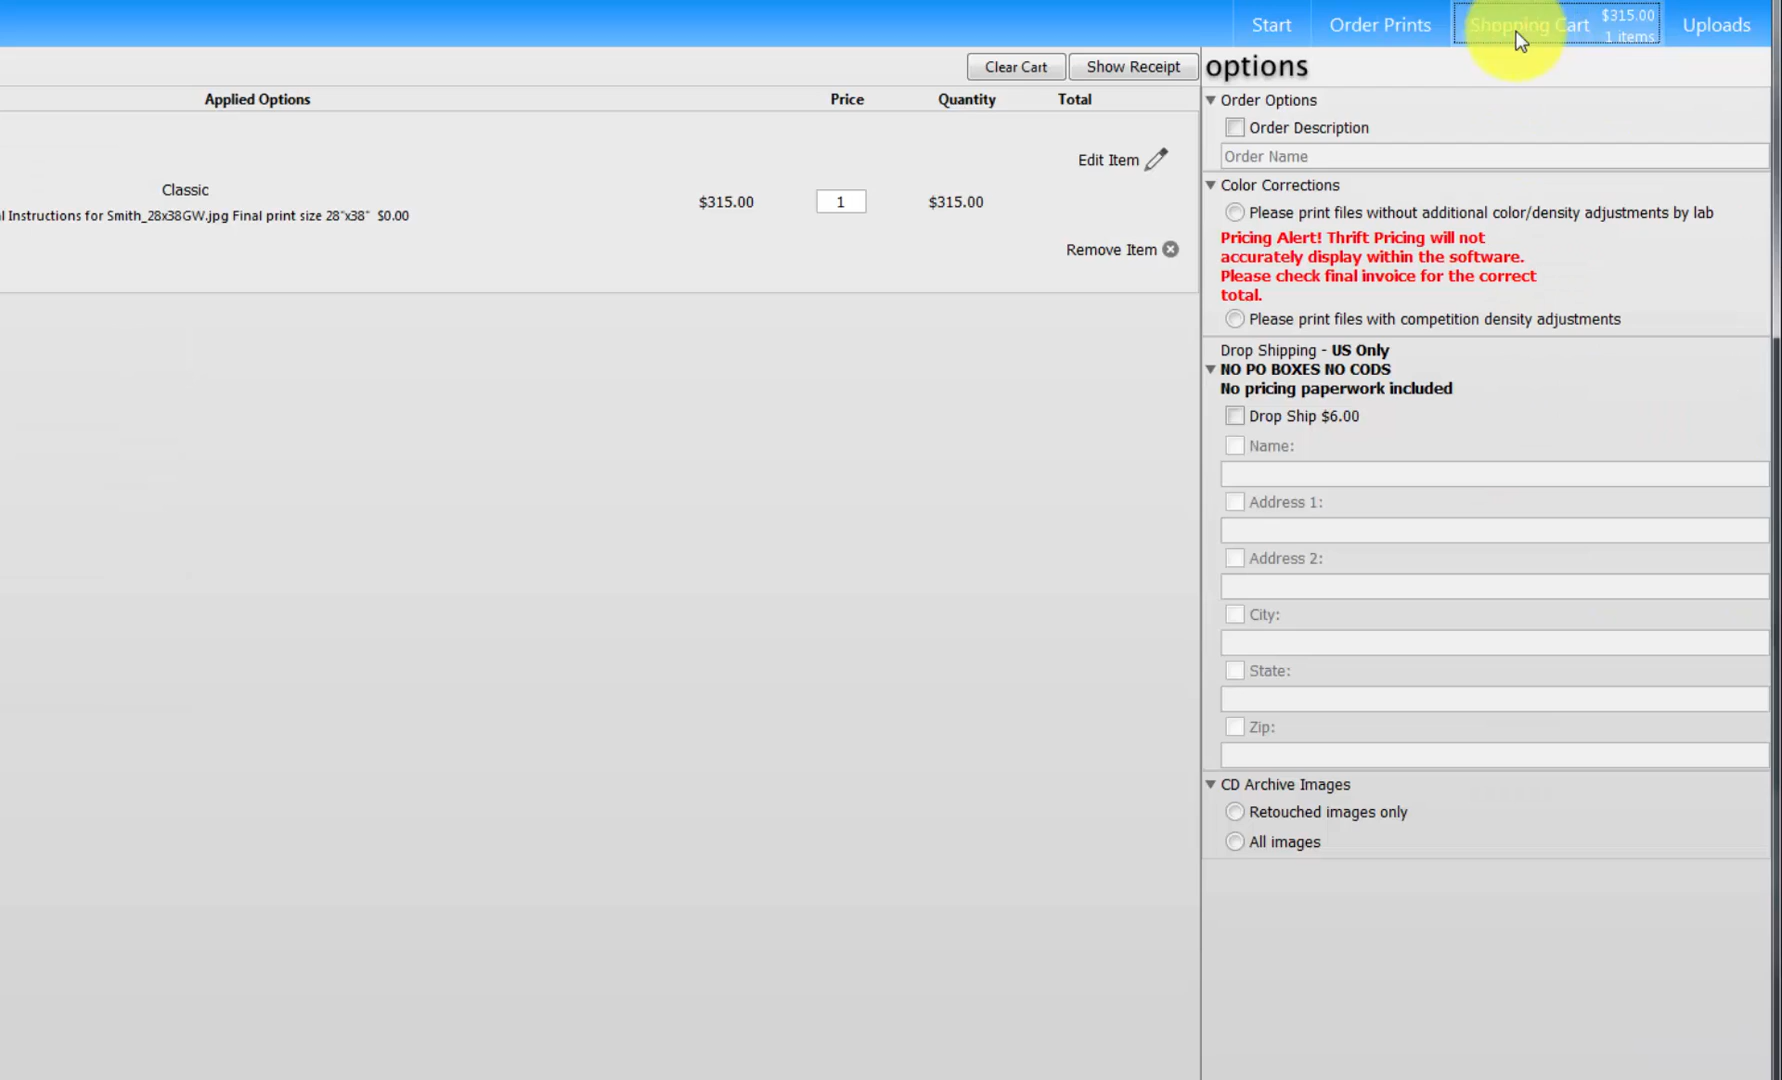 Start
Order Prints
Shopping Cart
$315.00
1 items
Uploads
Clear Cart
Show Receipt
options
Applied Options
Price
Quantity
Total
Order Options
Order Description
Order Name
Edit Item
Classic
l Instructions for Smith_28x38GW.jpg Final print size 28"x38" $0.00
$315.00
1
$315.00
Remove Item
Color Corrections
Please print files without additional color/density adjustments by lab
Pricing Alert! Thrift Pricing will not
accurately display within the software.
Please check final invoice for the correct
total.
Please print files with competition density adjustments
Drop Shipping - US Only
NO PO BOXES NO CODS
No pricing paperwork included
Drop Ship $6.00
Name:
Address 1:
Address 2:
City:
State:
Zip:
CD Archive Images
Retouched images only
All images